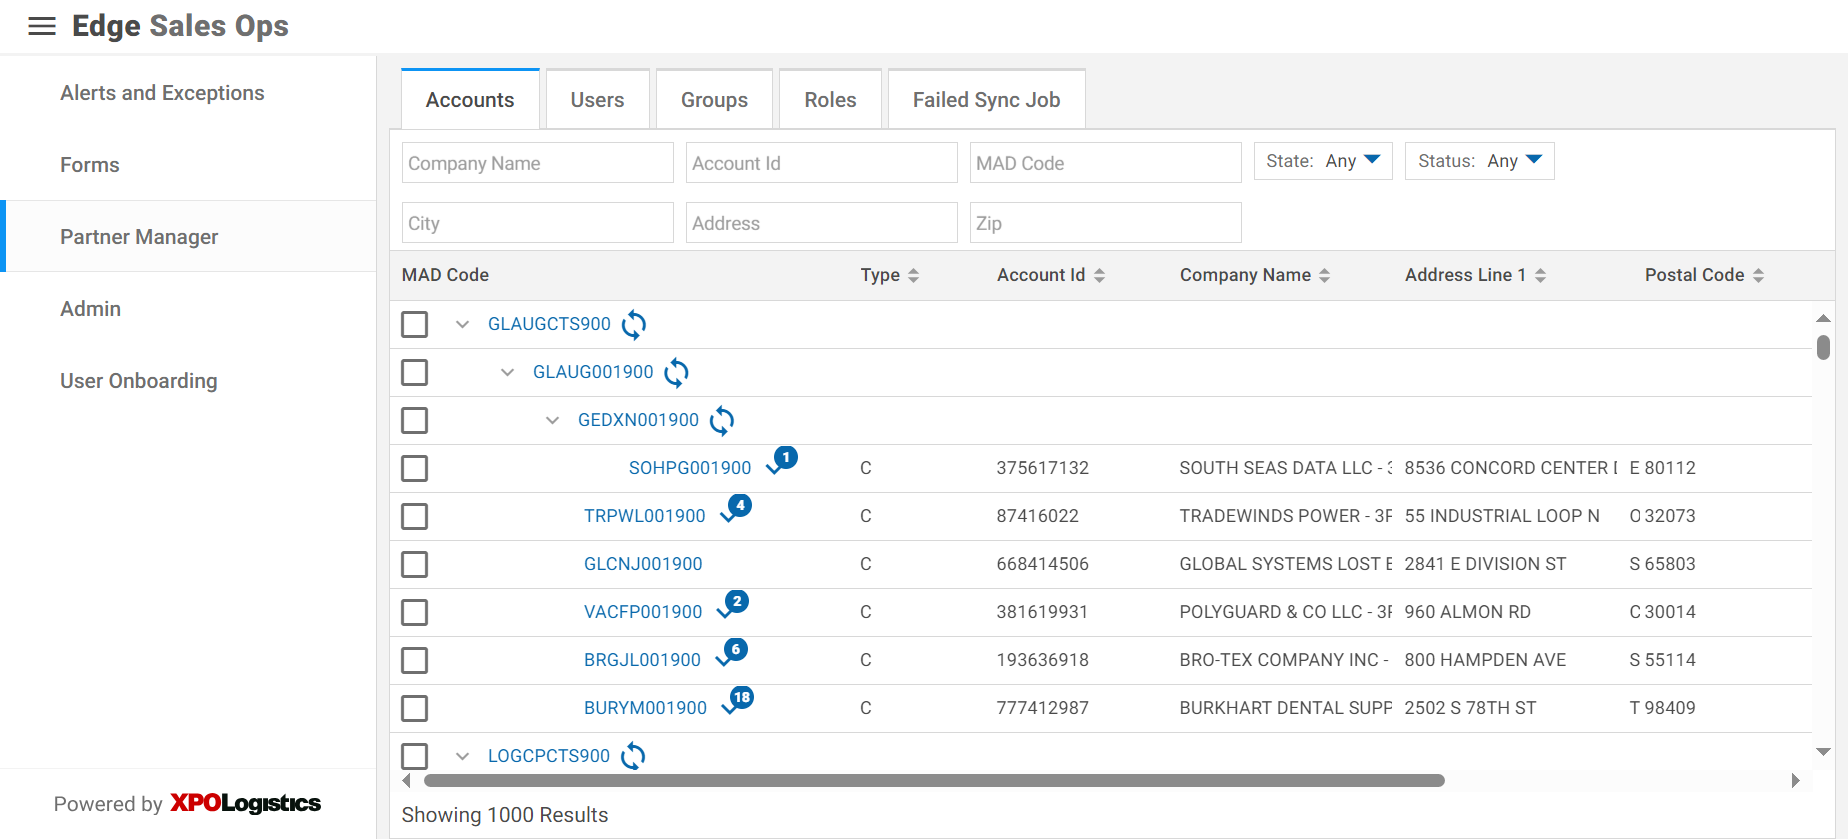 Edge Sales Ops
Alerts and Exceptions
Forms
Partner Manager
Admin
User Onboarding
Powered by XPOLogistics
Accounts Users Groups Roles Failed Sync Job
Company Name Account Id MAD Code State: Any Status: Any
City Address Zip
MAD Code Type Account Id Company Name Address Line 1 Postal Code
GLAUGCTS900
GLAUG001900
GEDXN001900
SOHPG001900 1 C 375617132 SOUTH SEAS DATA LLC - 8536 CONCORD CENTER E 80112
TRPWL001900 4 C 87416022 TRADEWINDS POWER - 3P 55 INDUSTRIAL LOOP N O 32073
GLCNJ001900 C 668414506 GLOBAL SYSTEMS LOST 2841 E DIVISION ST S 65803
VACFP001900 2 C 381619931 POLYGUARD & CO LLC - 3P 960 ALMON RD C 30014
BRGJL001900 6 C 193636918 BRO-TEX COMPANY INC - 800 HAMPDEN AVE S 55114
BURYM001900 18 C 777412987 BURKHART DENTAL SUPP 2502 S 78TH ST T 98409
LOGCPCTS900
Showing 1000 Results